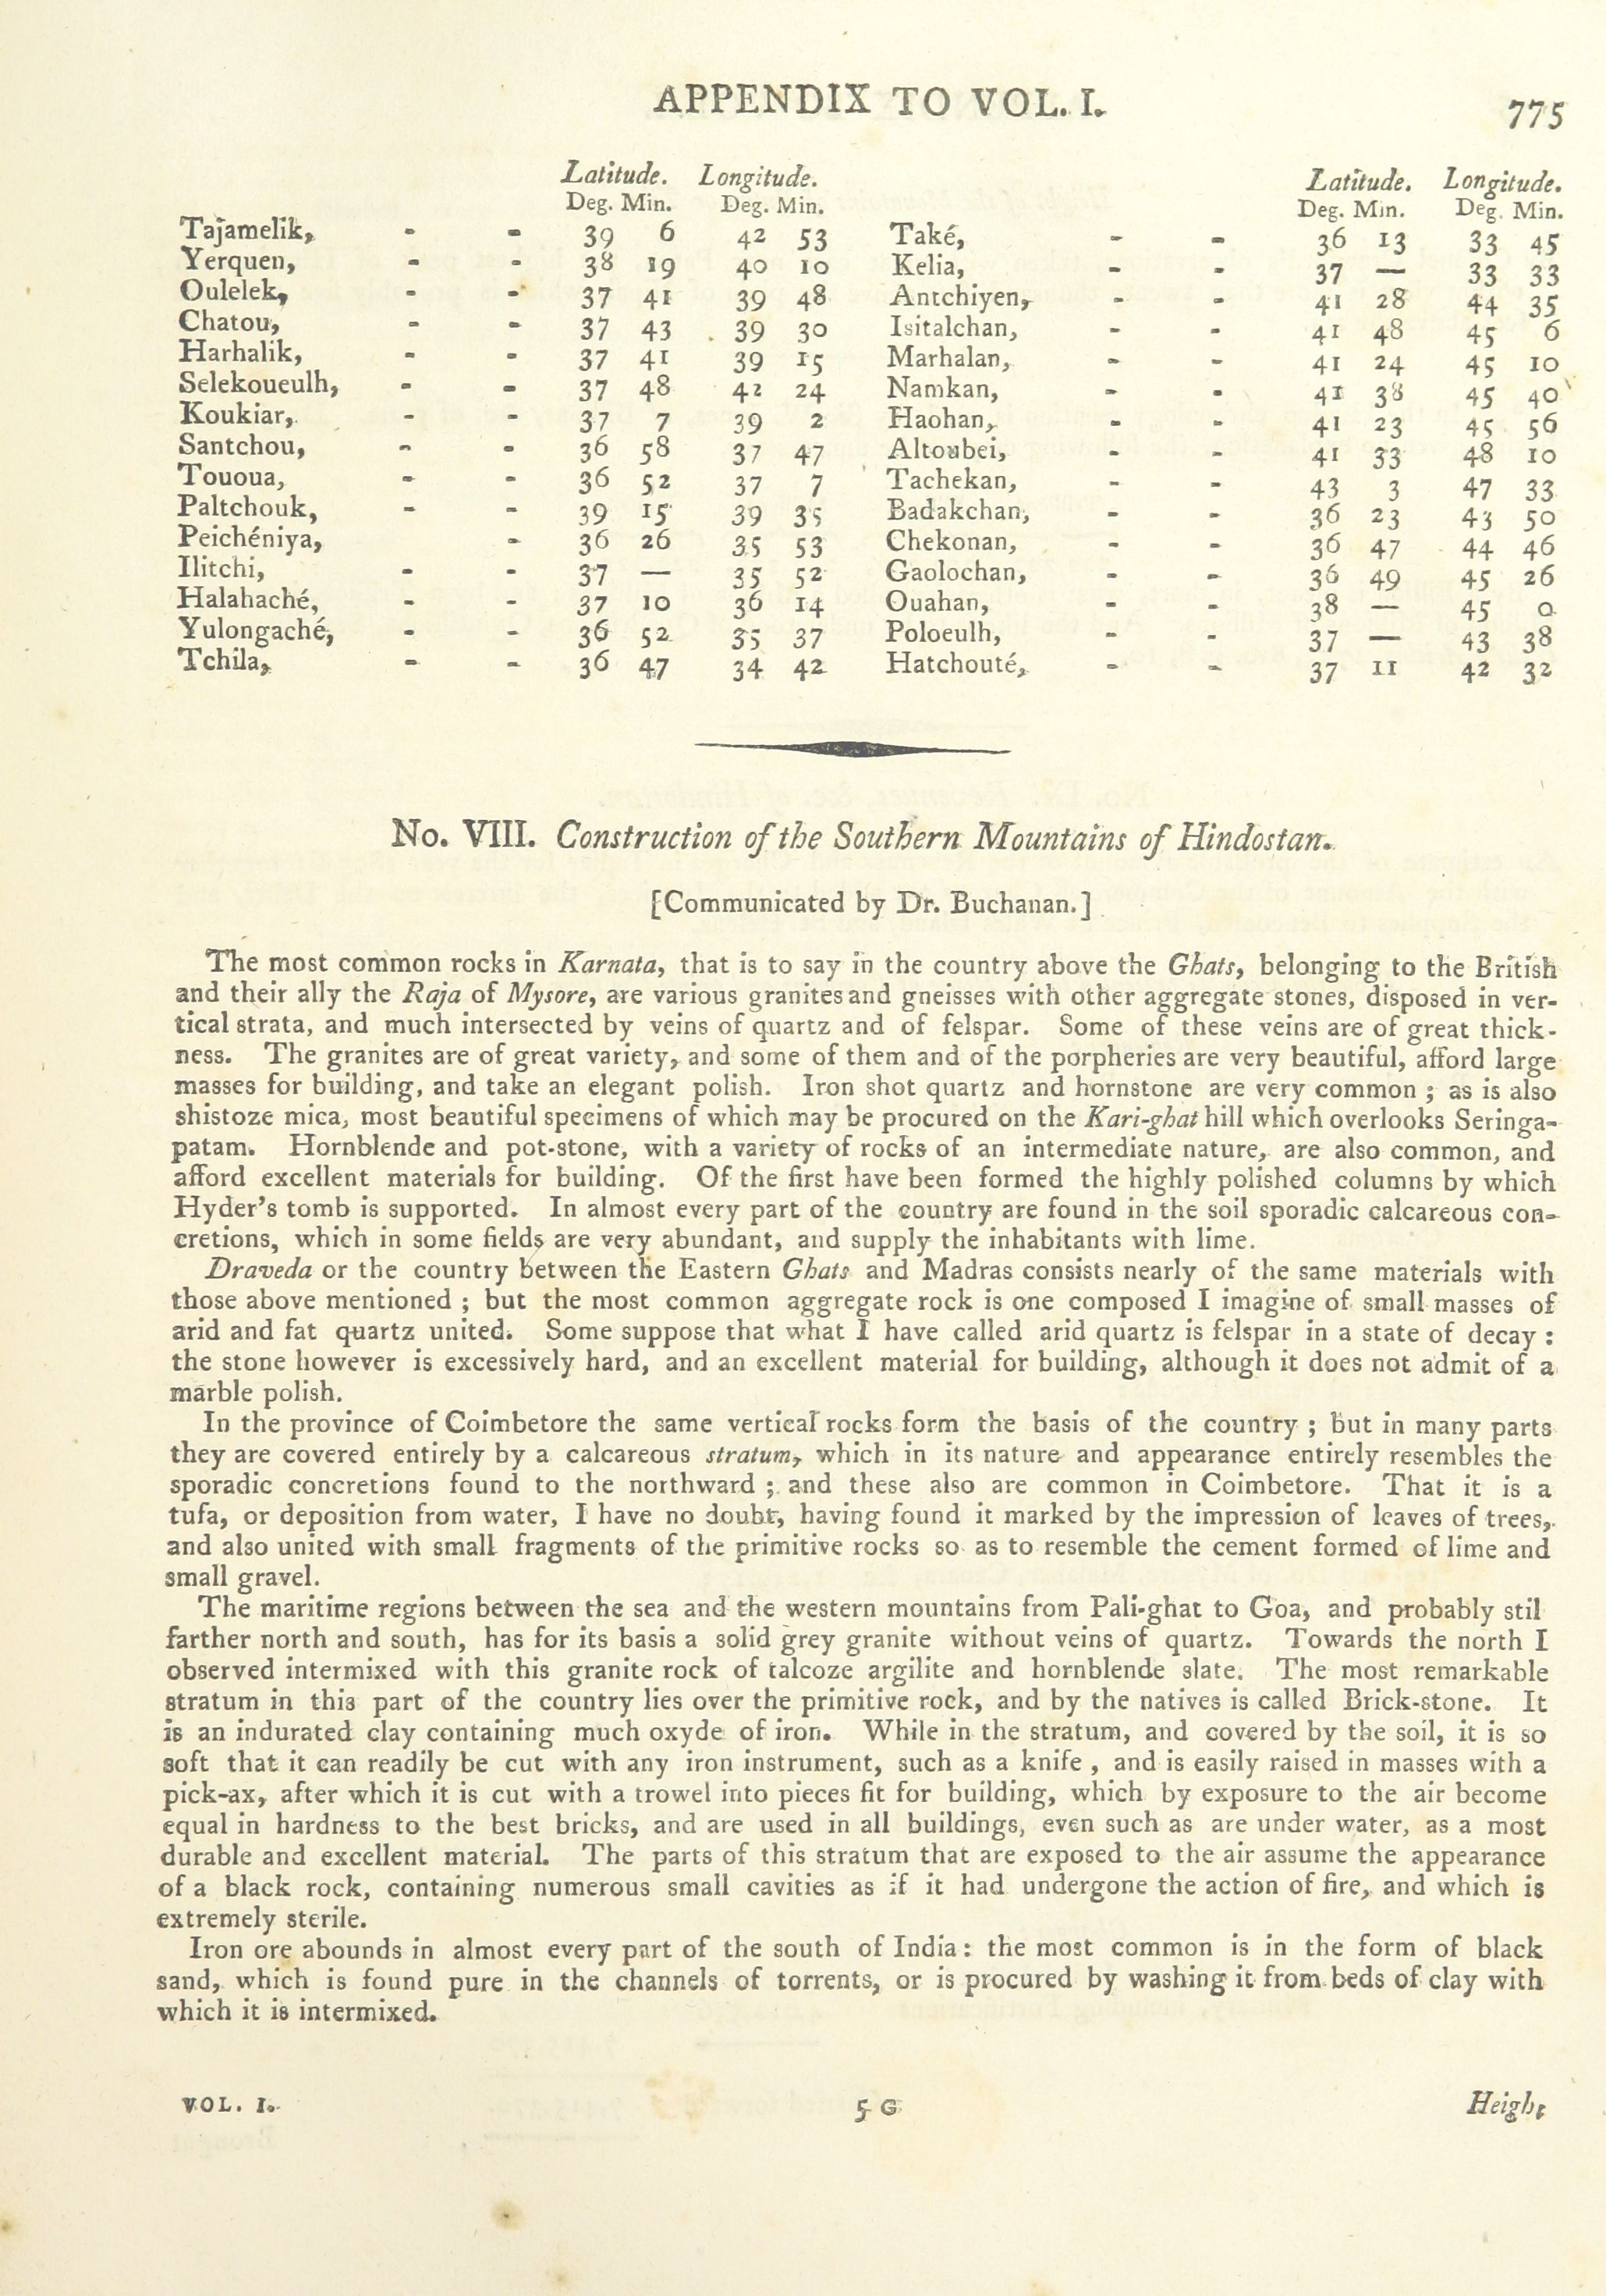 APPENDIX TO VOL. I.
775
Latitude. Longitude.
Deg. Min. Deg. Min.
Tajamelik, - - 39 6 42 53
Yerquen, - - 38 19 40 10
Oulelek, - - 37 41 39 48
Chatou, - - 37 43 39 30
Harhalik, - - 37 41 39 15
Selekoueulh, - - 37 48 42 24
Koukiar, - - 37 7 39 2
Santchou, - - 36 58 37 47
Tououa, - - 36 52 37 7
Paltchouk, - - 39 15 39 35
Peichéniya, - 36 26 35 53
Ilitchi, - - 37 — 35 52
Halahaché, - - 37 10 36 14
Yulongaché, - - 36 52 35 37
Tchila, - - 36 47 34 42
Latitude. Longitude.
Deg. Min. Deg. Min.
Také, - - 36 13 33 45
Kelia, - - 37 — 33 33
Antchiyen, - - 41 28 44 35
Isitalchan, - - 41 48 45 6
Marhalan, - - 41 24 45 10
Namkan, - - 41 38 45 40
Haohan, - - 41 23 45 56
Altoubei, - - 41 33 48 10
Tachekan, - - 43 3 47 33
Badakchan, - - 36 23 43 50
Chekonan, - - 36 47 44 46
Gaolochan, - - 36 49 45 26
Ouahan, - - 38 — 45 0
Poloeulh, - - 37 — 43 38
Hatchouté, - - 37 11 42 32
No. VIII. Construction of the Southern Mountains of Hindostan.
[Communicated by Dr. Buchanan.]
The most common rocks in Karnata, that is to say in the country above the Ghats, belonging to the British
and their ally the Raja of Mysore, are various granites and gneisses with other aggregate stones, disposed in ver-
tical strata, and much intersected by veins of quartz and of felspar. Some of these veins are of great thick-
ness. The granites are of great variety, and some of them and of the porpheries are very beautiful, afford large
masses for building, and take an elegant polish. Iron shot quartz and hornstone are very common ; as is also
shistoze mica, most beautiful specimens of which may be procured on the Kari-ghat hill which overlooks Seringa-
patam. Hornblende and pot-stone, with a variety of rocks of an intermediate nature, are also common, and
afford excellent materials for building. Of the first have been formed the highly polished columns by which
Hyder's tomb is supported. In almost every part of the country are found in the soil sporadic calcareous con-
cretions, which in some fields are very abundant, and supply the inhabitants with lime.
Draveda or the country between the Eastern Ghats and Madras consists nearly of the same materials with
those above mentioned ; but the most common aggregate rock is one composed I imagine of small masses of
arid and fat quartz united. Some suppose that what I have called arid quartz is felspar in a state of decay :
the stone however is excessively hard, and an excellent material for building, although it does not admit of a
marble polish.
In the province of Coimbetore the same vertical rocks form the basis of the country ; but in many parts
they are covered entirely by a calcareous stratum, which in its nature and appearance entirely resembles the
sporadic concretions found to the northward ; and these also are common in Coimbetore. That it is a
tufa, or deposition from water, I have no doubt, having found it marked by the impression of leaves of trees,
and also united with small fragments of the primitive rocks so as to resemble the cement formed of lime and
small gravel.
The maritime regions between the sea and the western mountains from Pali-ghat to Goa, and probably stil
farther north and south, has for its basis a solid grey granite without veins of quartz. Towards the north I
observed intermixed with this granite rock of talcoze argilite and hornblende slate. The most remarkable
stratum in this part of the country lies over the primitive rock, and by the natives is called Brick-stone. It
is an indurated clay containing much oxyde of iron. While in the stratum, and covered by the soil, it is so
soft that it can readily be cut with any iron instrument, such as a knife , and is easily raised in masses with a
pick-ax, after which it is cut with a trowel into pieces fit for building, which by exposure to the air become
equal in hardness to the best bricks, and are used in all buildings, even such as are under water, as a most
durable and excellent material. The parts of this stratum that are exposed to the air assume the appearance
of a black rock, containing numerous small cavities as if it had undergone the action of fire, and which is
extremely sterile.
Iron ore abounds in almost every part of the south of India: the most common is in the form of black
sand, which is found pure in the channels of torrents, or is procured by washing it from beds of clay with
which it is intermixed.
VOL. I. 5 G Height